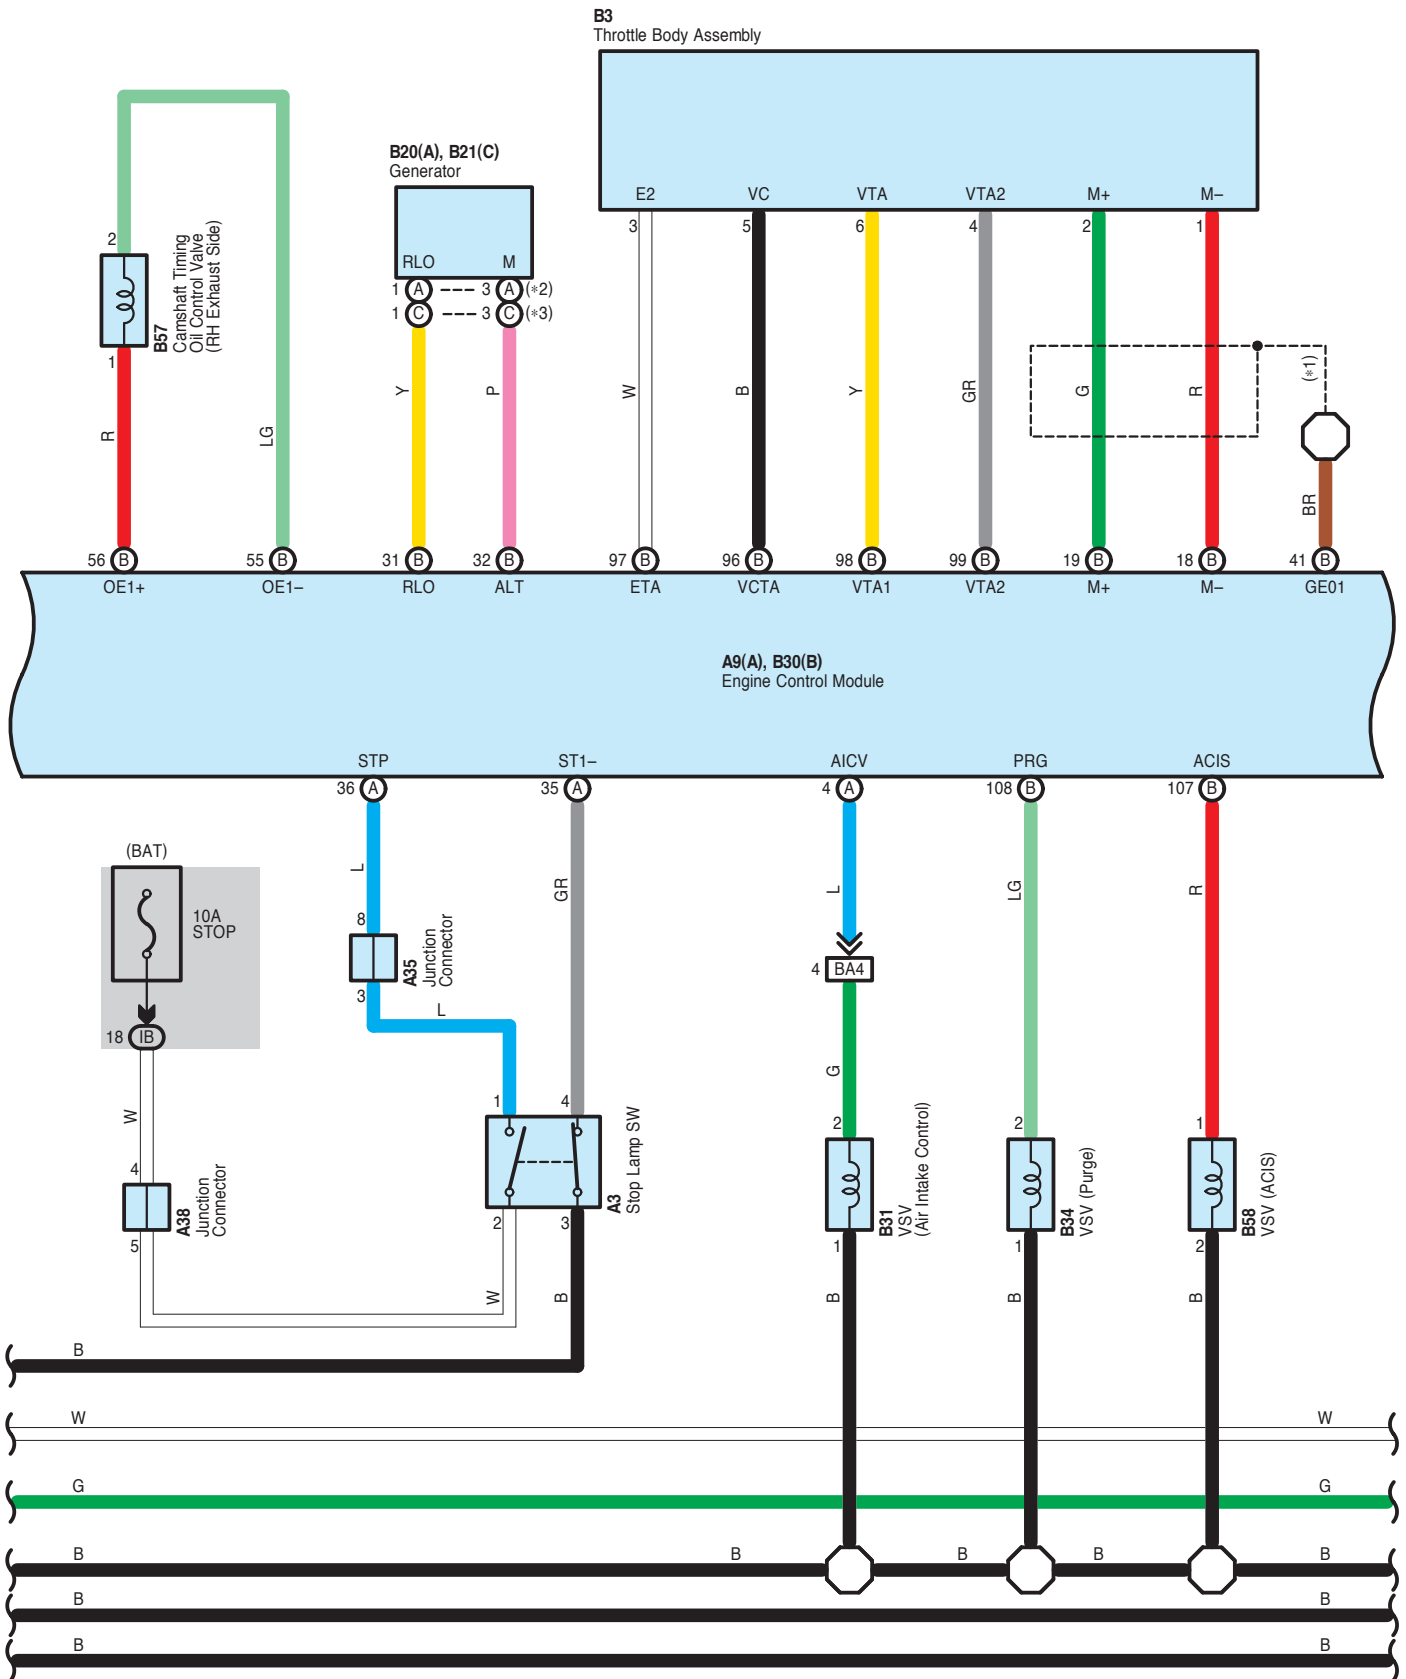 B3
Throttle Body Assembly
B20(A), B21(C)
Generator
E2 VC VTA VTA2 M+ M–
3 5 6 4 2 1
2
B57
Camshaft Timing
Oil Control Valve
(RH Exhaust Side)
1
RLO M
1 A 3 A (*2)
1 C 3 C (*3)
R LG Y P W B Y GR G R (*1)
BR
56 B 55 B 31 B 32 B 97 B 96 B 98 B 99 B 19 B 18 B 41 B
OE1+ OE1– RLO ALT ETA VCTA VTA1 VTA2 M+ M– GE01
A9(A), B30(B)
Engine Control Module
STP ST1– AICV PRG ACIS
36 A 35 A 4 A 108 B 107 B
(BAT)
10A
STOP
18 IB
L GR L LG R
8
A35
Junction
Connector
3
L
4 BA4
G
W
4
A38
Junction
Connector
5
1 4
A3
Stop Lamp SW
2 3
W B
2
B31
VSV
(Air Intake Control)
1
B
2
B34
VSV (Purge)
1
B
1
B58
VSV (ACIS)
2
B
B
W W
G G
B B B B B
B B
B B